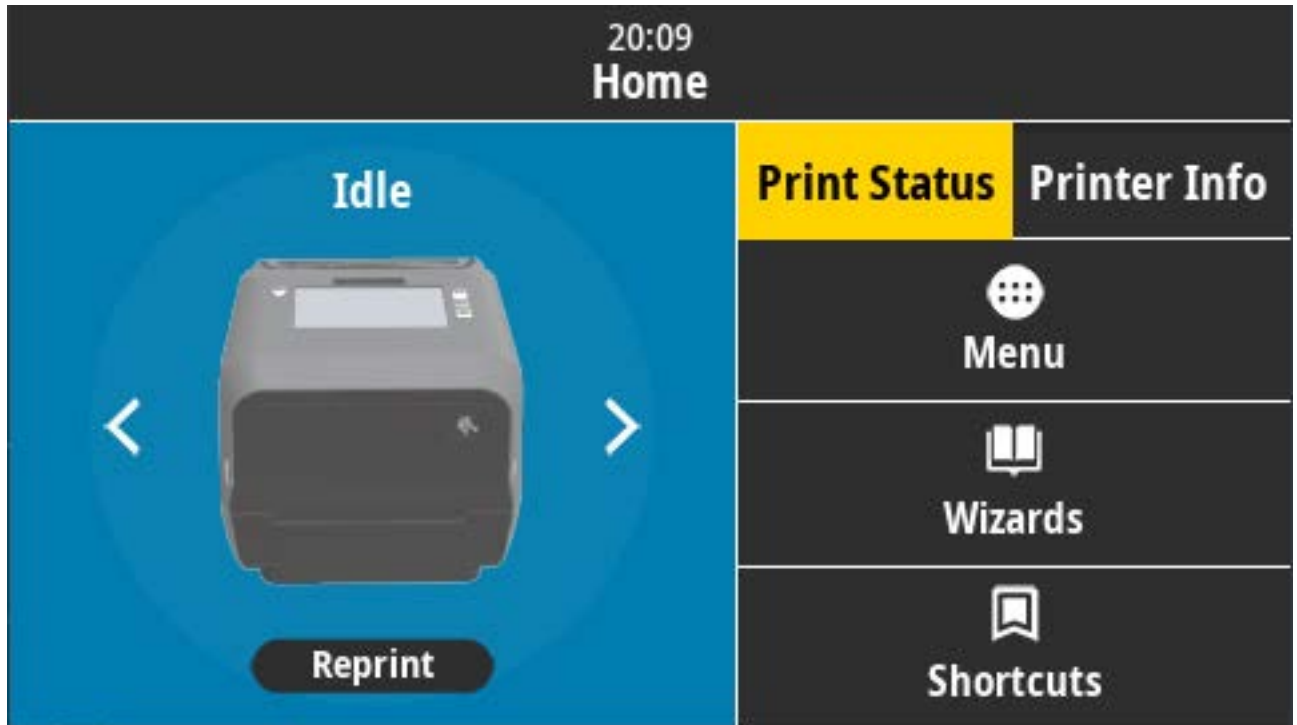 20:09
Home
Idle
Print Status Printer Info
Menu
Wizards
Reprint
Shortcuts